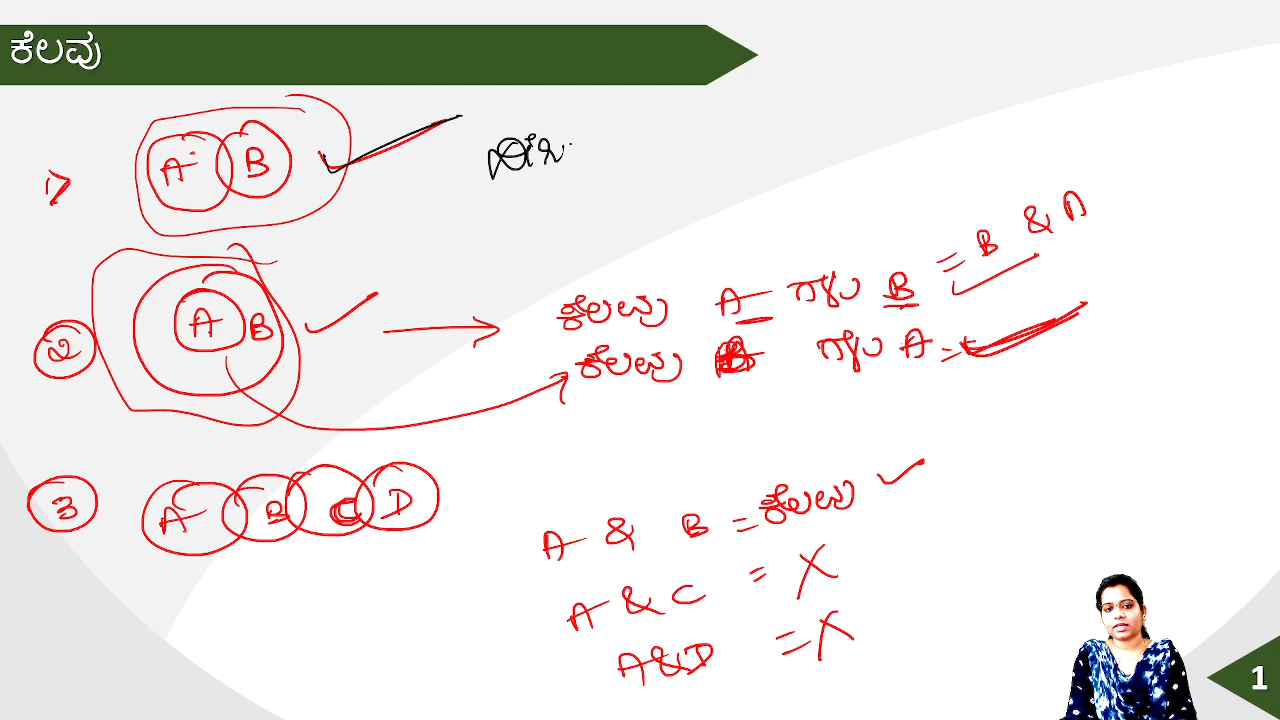 ಕೆಲವು
1) A B
2 A B
ಕೆಲವು A ಗಳು B = B & A
ಕೆಲವು B ಗಳು A =
3 A B C D
A & B = ಕೆಲವು ✓
A & C = X
A & D = X
1